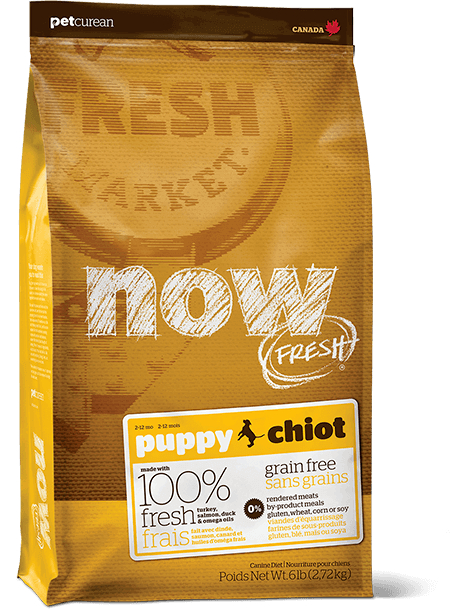 petcurean
CANADA
FRESH
MARKET.
now
FRESH
2-12 mo 2-12 mois
puppy chiot
made with
100%
fresh
frais
turkey,
salmon, duck
& omega oils
fait avec dinde,
saumon, canard et
huiles d'oméga frais
grain free
sans grains
0%
rendered meats
by-product meals
gluten, wheat, corn or soy
viandes d'équarrissage
farines de sous-produits
gluten, blé, maïs ou soya
Canine Diet | Nourriture pour chiens
Poids Net Wt. 6lb (2,72kg)
now
FRESH